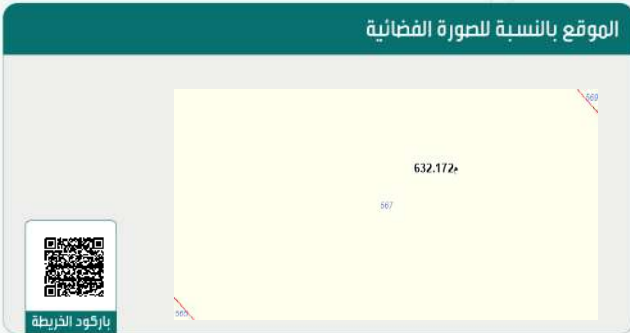 الموقع بالنسبة للصورة الفضائية
569
632.172م
567
565
باركود الخريطة